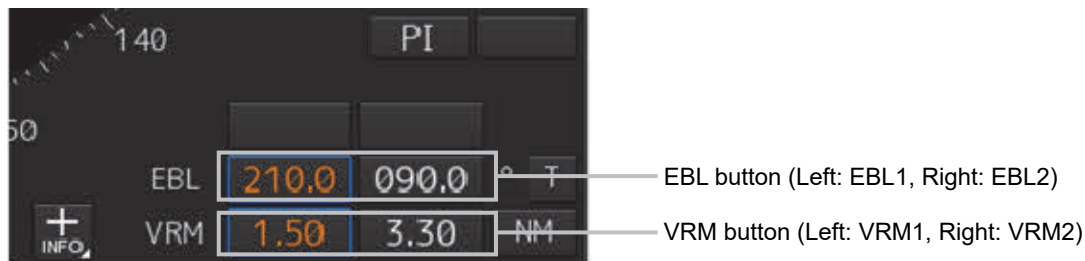 140
PI
EBL 210.0 090.0 ° T
EBL button (Left: EBL1, Right: EBL2)
INFO
VRM 1.50 3.30 NM
VRM button (Left: VRM1, Right: VRM2)